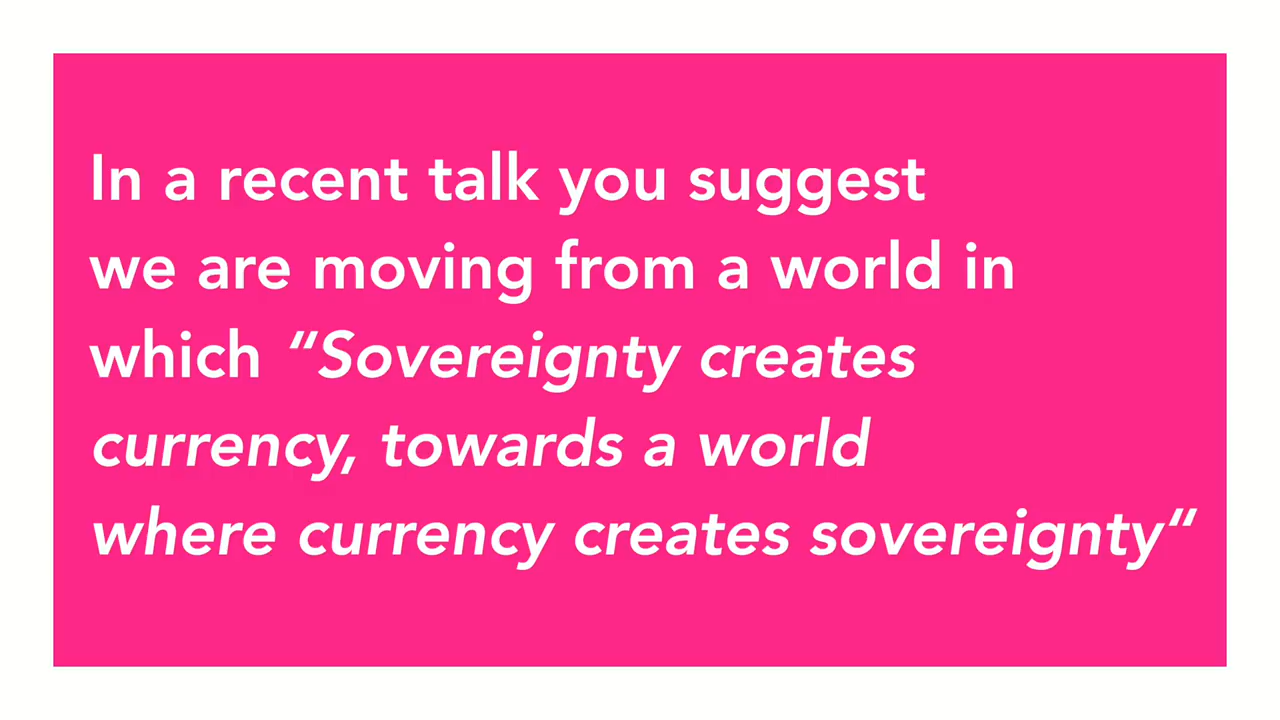 In a recent talk you suggest
we are moving from a world in
which “Sovereignty creates
currency, towards a world
where currency creates sovereignty“